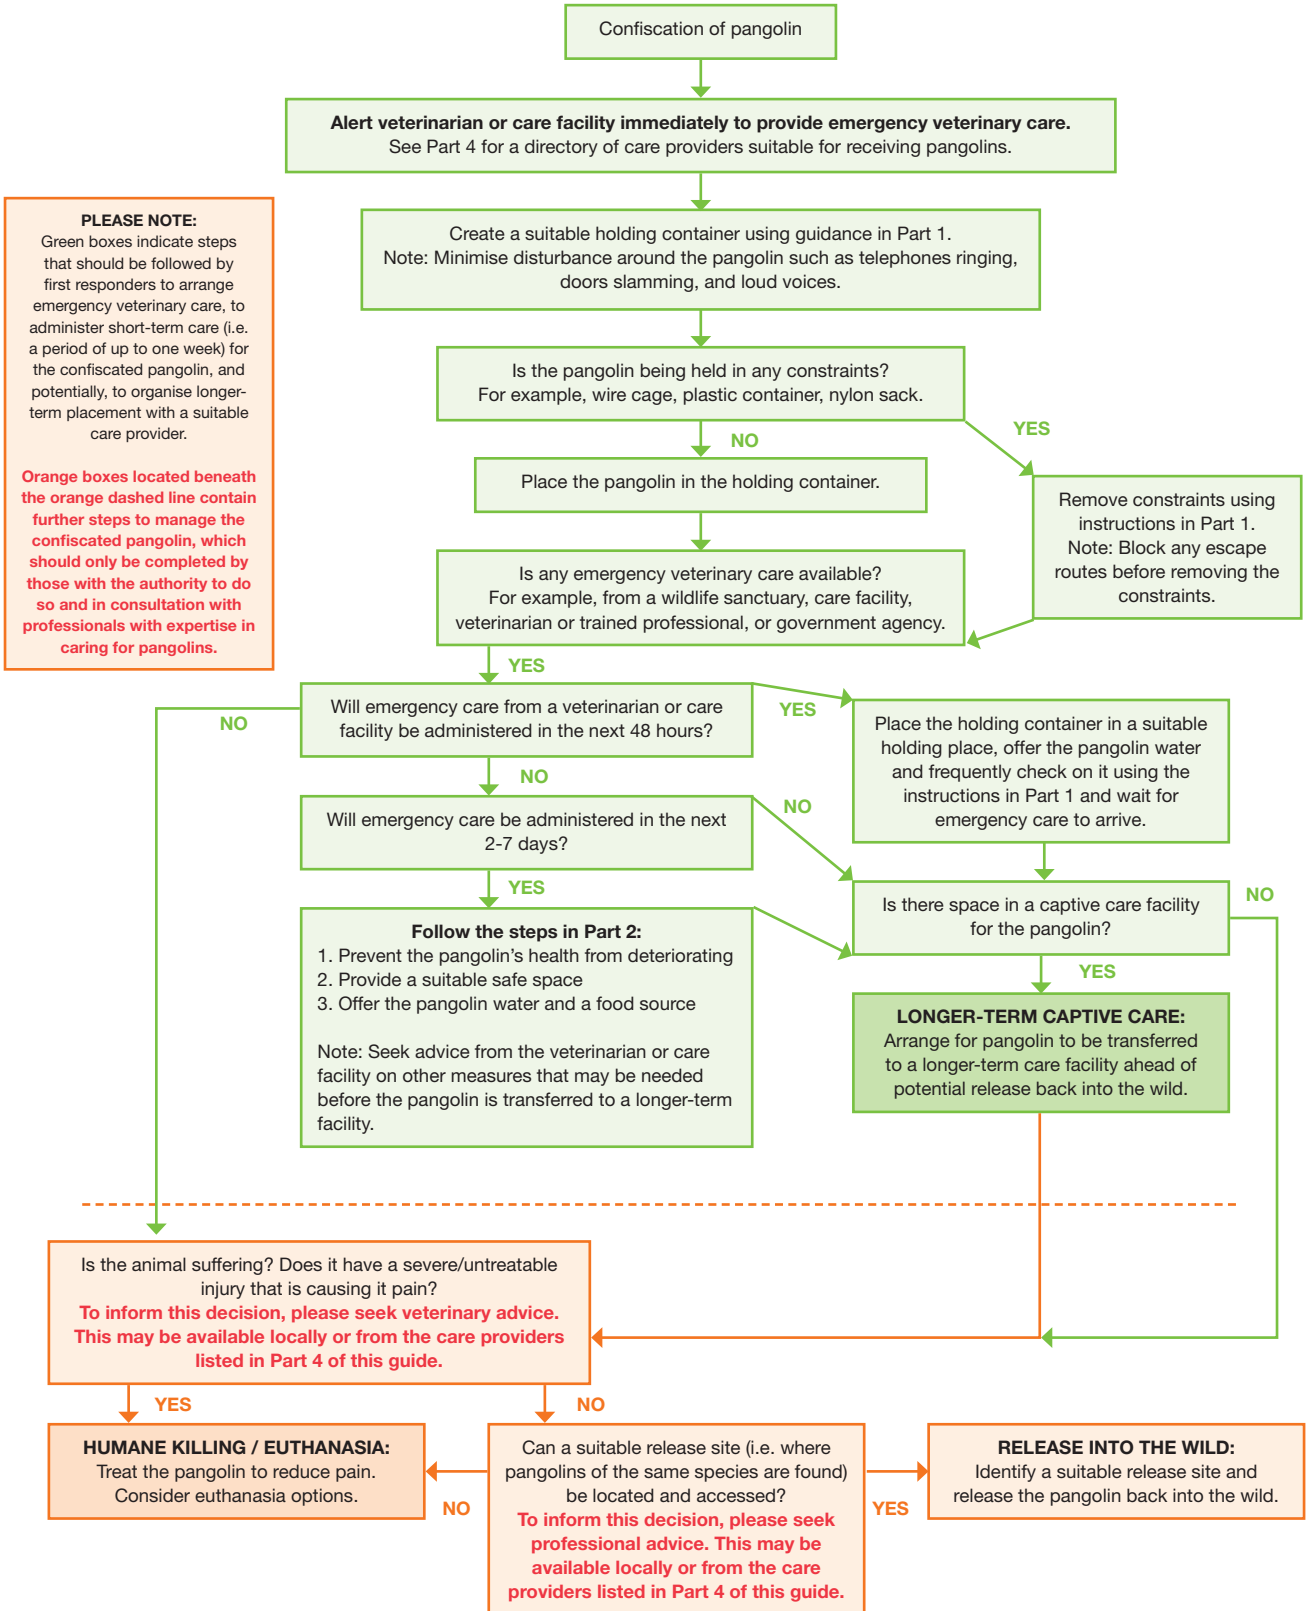 Confiscation of pangolin
Alert veterinarian or care facility immediately to provide emergency veterinary care.
See Part 4 for a directory of care providers suitable for receiving pangolins.
PLEASE NOTE:
Green boxes indicate steps
that should be followed by
first responders to arrange
emergency veterinary care, to
administer short-term care (i.e.
a period of up to one week) for
the confiscated pangolin, and
potentially, to organise longer-
term placement with a suitable
care provider.
Orange boxes located beneath
the orange dashed line contain
further steps to manage the
confiscated pangolin, which
should only be completed by
those with the authority to do
so and in consultation with
professionals with expertise in
caring for pangolins.
Create a suitable holding container using guidance in Part 1.
Note: Minimise disturbance around the pangolin such as telephones ringing,
doors slamming, and loud voices.
Is the pangolin being held in any constraints?
For example, wire cage, plastic container, nylon sack.
YES
NO
Place the pangolin in the holding container.
Remove constraints using
instructions in Part 1.
Note: Block any escape
routes before removing the
constraints.
Is any emergency veterinary care available?
For example, from a wildlife sanctuary, care facility,
veterinarian or trained professional, or government agency.
YES
Will emergency care from a veterinarian or care
facility be administered in the next 48 hours?
NO
YES
Place the holding container in a suitable
holding place, offer the pangolin water
and frequently check on it using the
instructions in Part 1 and wait for
emergency care to arrive.
NO
Will emergency care be administered in the next
2-7 days?
NO
YES
Is there space in a captive care facility
for the pangolin?
NO
Follow the steps in Part 2:
1. Prevent the pangolin's health from deteriorating
2. Provide a suitable safe space
3. Offer the pangolin water and a food source
Note: Seek advice from the veterinarian or care
facility on other measures that may be needed
before the pangolin is transferred to a longer-term
facility.
YES
LONGER-TERM CAPTIVE CARE:
Arrange for pangolin to be transferred
to a longer-term care facility ahead of
potential release back into the wild.
Is the animal suffering? Does it have a severe/untreatable
injury that is causing it pain?
To inform this decision, please seek veterinary advice.
This may be available locally or from the care providers
listed in Part 4 of this guide.
YES
NO
HUMANE KILLING / EUTHANASIA:
Treat the pangolin to reduce pain.
Consider euthanasia options.
NO
Can a suitable release site (i.e. where
pangolins of the same species are found)
be located and accessed?
To inform this decision, please seek
professional advice. This may be
available locally or from the care
providers listed in Part 4 of this guide.
YES
RELEASE INTO THE WILD:
Identify a suitable release site and
release the pangolin back into the wild.